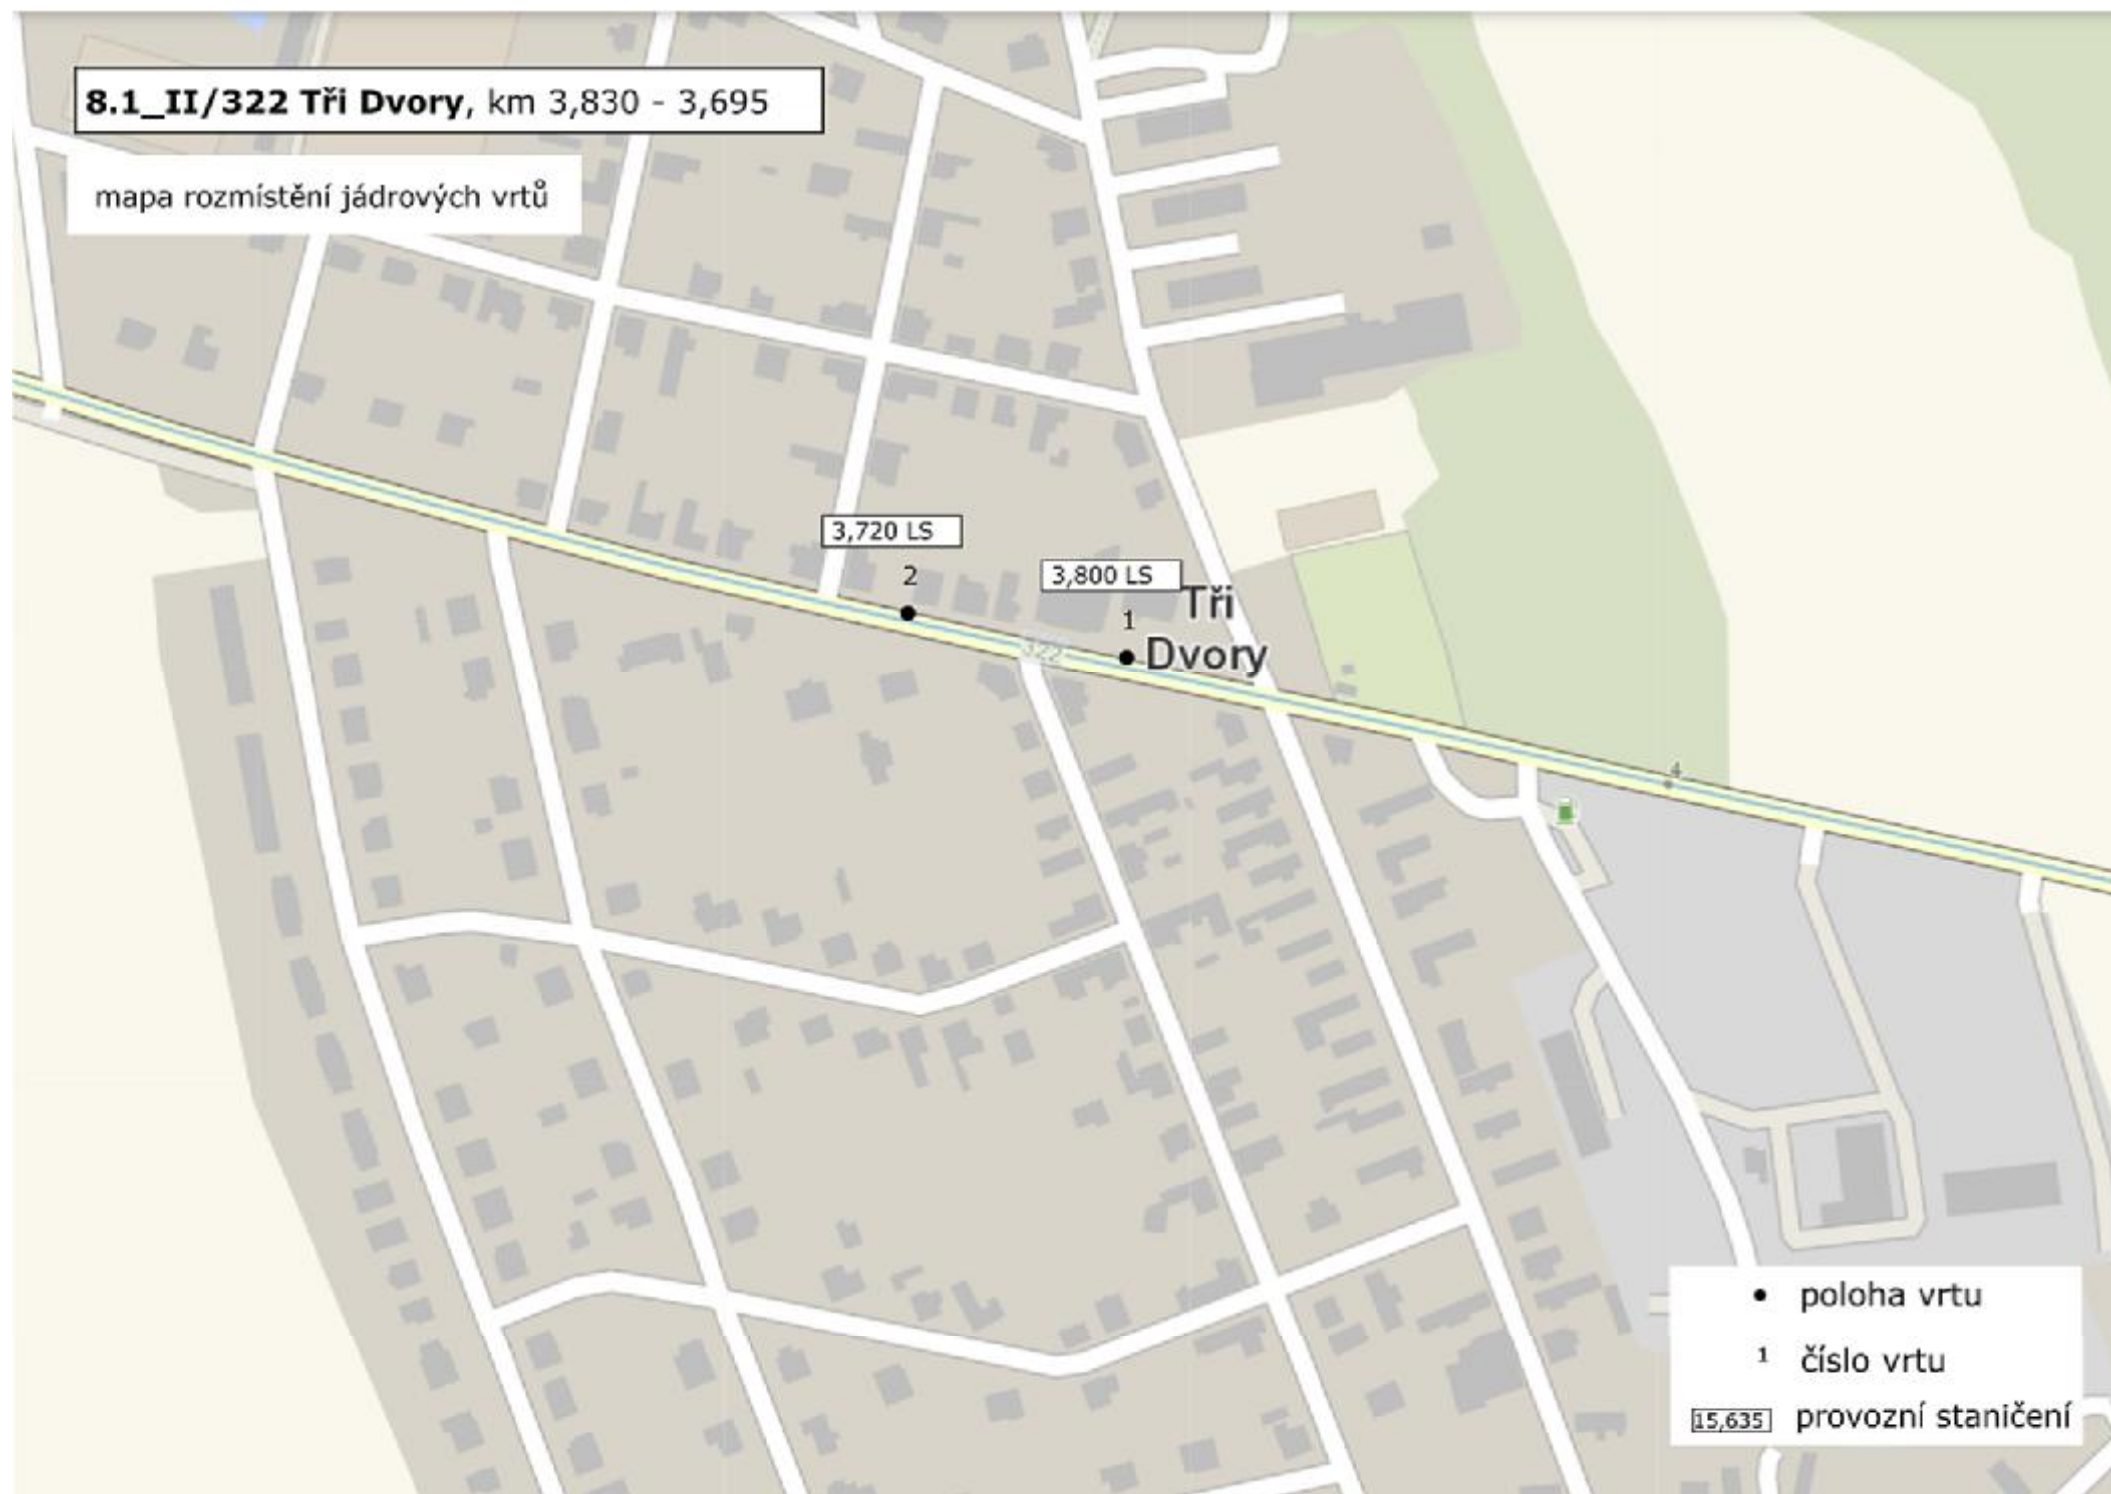 8.1_II/322 Tři Dvory, km 3,830 - 3,695
mapa rozmístění jádrových vrtů
3,720 LS
2
3,800 LS
1
Tři
Dvory
322
4
poloha vrtu
1 číslo vrtu
15,635 provozní staničení